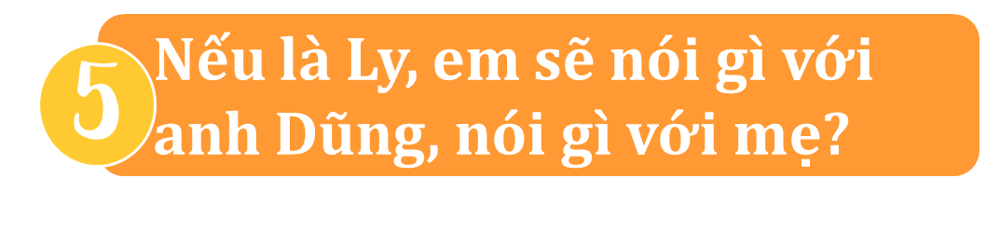 5
Nếu là Ly, em sẽ nói gì với
anh Dũng, nói gì với mẹ?